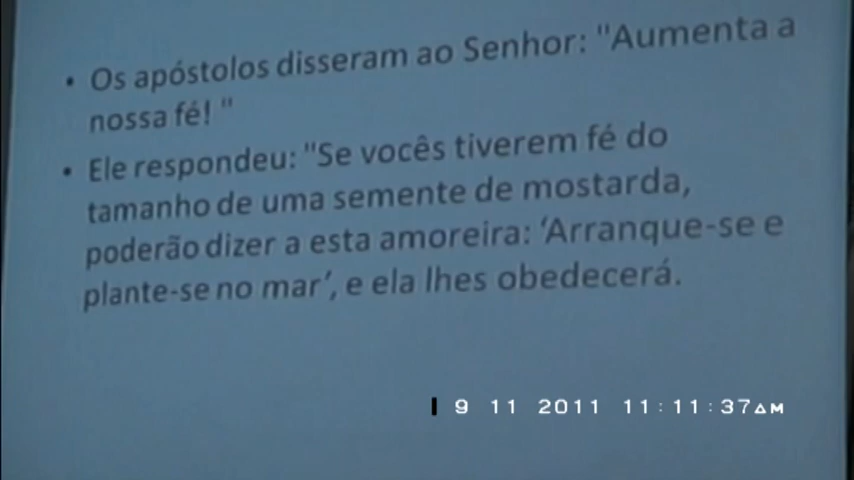 • Os apóstolos disseram ao Senhor: "Aumenta a
nossa fé! "
• Ele respondeu: "Se vocês tiverem fé do
tamanho de uma semente de mostarda,
poderão dizer a esta amoreira: ‘Arranque-se e
plante-se no mar’, e ela lhes obedecerá.
9 11 2011 11:11:37AM